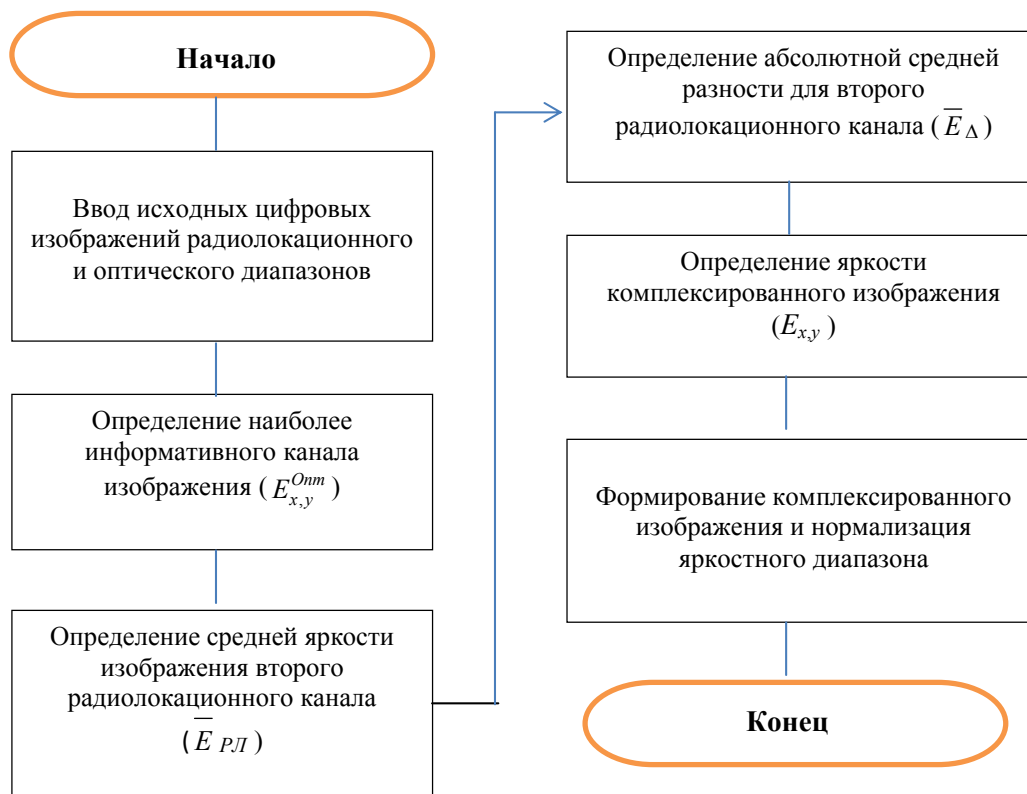 Начало
Ввод исходных цифровых
изображений радиолокационного
и оптического диапазонов
Определение наиболее
информативного канала
изображения ( E_{x,y}^{Опт} )
Определение средней яркости
изображения второго
радиолокационного канала
( E̅ _{РЛ} )
Определение абсолютной средней
разности для второго
радиолокационного канала ( E̅ _Δ )
Определение яркости
комплексированного изображения
( E_{x,y} )
Формирование комплексированного
изображения и нормализация
яркостного диапазона
Конец